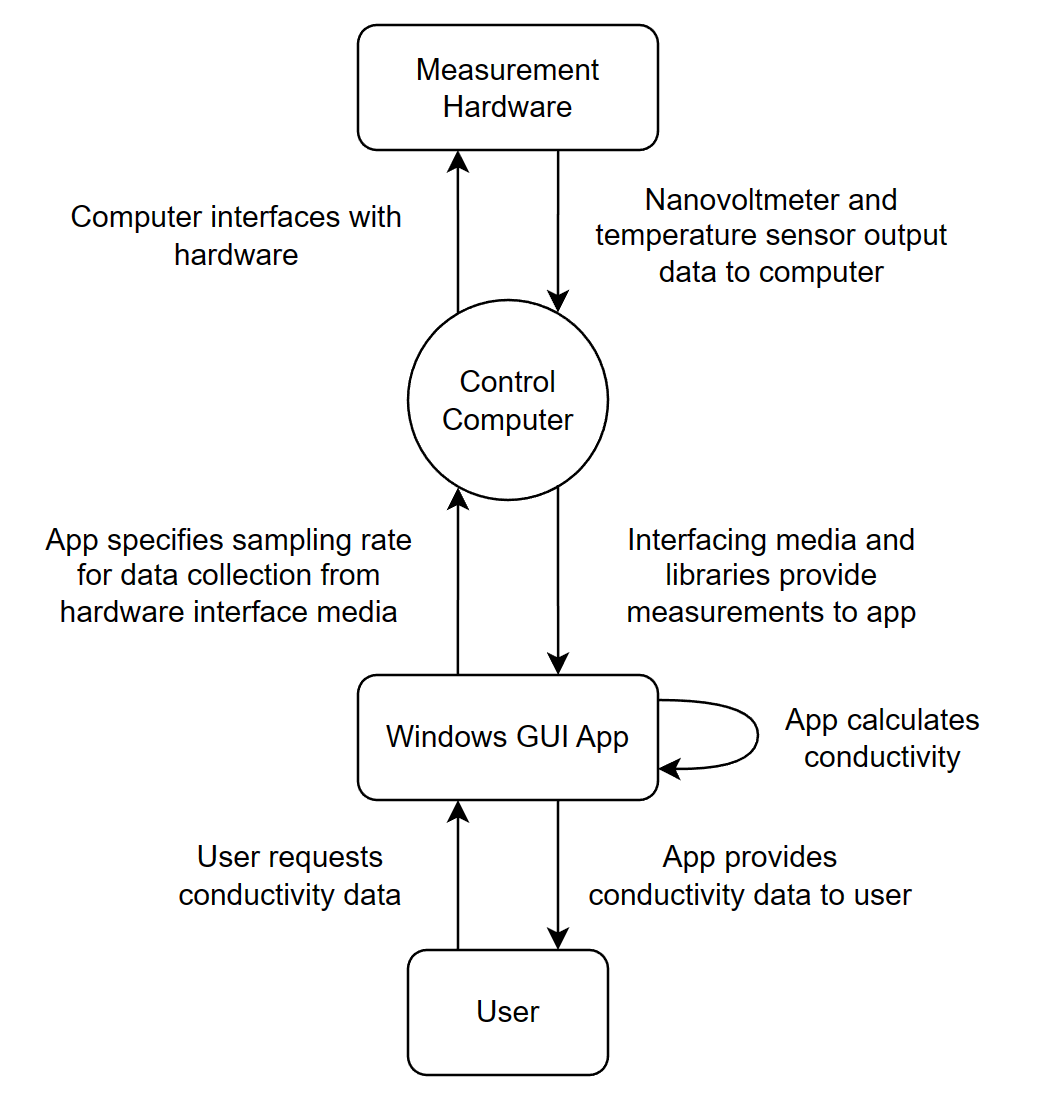 Measurement
Hardware
Computer interfaces with
hardware
Nanovoltmeter and
temperature sensor output
data to computer
Control
Computer
App specifies sampling rate
for data collection from
hardware interface media
Interfacing media and
libraries provide
measurements to app
Windows GUI App
App calculates
conductivity
User requests
conductivity data
App provides
conductivity data to user
User